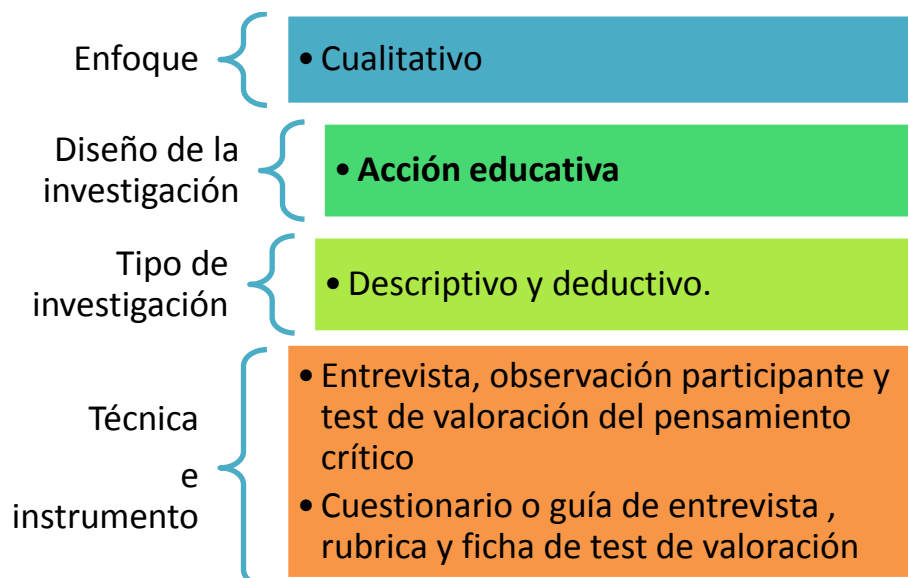 Enfoque
• Cualitativo
Diseño de la
investigación
• Acción educativa
Tipo de
investigación
• Descriptivo y deductivo.
Técnica
e
instrumento
• Entrevista, observación participante y
test de valoración del pensamiento
crítico
• Cuestionario o guía de entrevista ,
rubrica y ficha de test de valoración